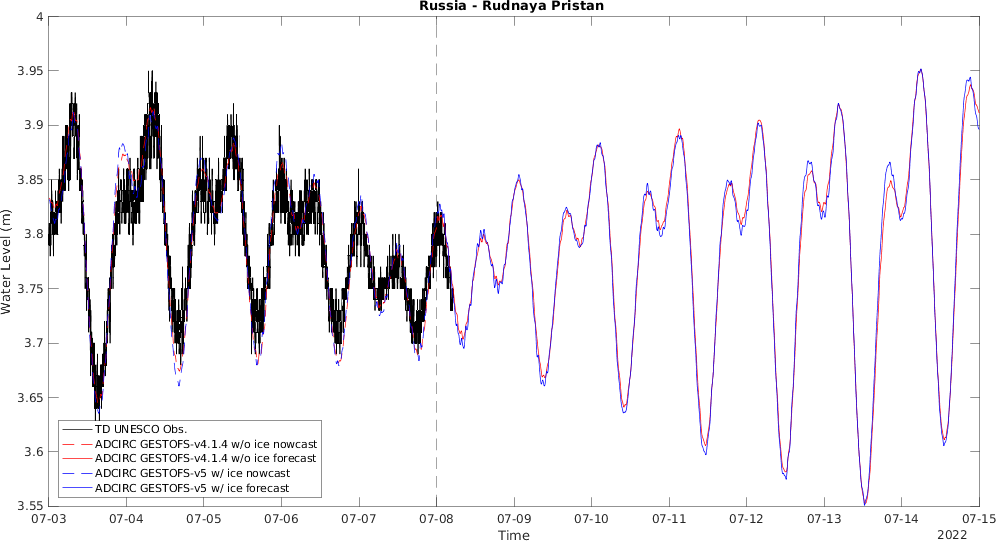 Russia - Rudnaya Pristan
4
3.95
3.9
3.85
3.8
3.75
3.7
3.65
3.6
3.55
Water Level (m)
TD UNESCO Obs.
ADCIRC GESTOFS-v4.1.4 w/o ice nowcast
ADCIRC GESTOFS-v4.1.4 w/o ice forecast
ADCIRC GESTOFS-v5 w/ ice nowcast
ADCIRC GESTOFS-v5 w/ ice forecast
07-03 07-04 07-05 07-06 07-07 07-08 07-09 07-10 07-11 07-12 07-13 07-14 07-15
Time
2022